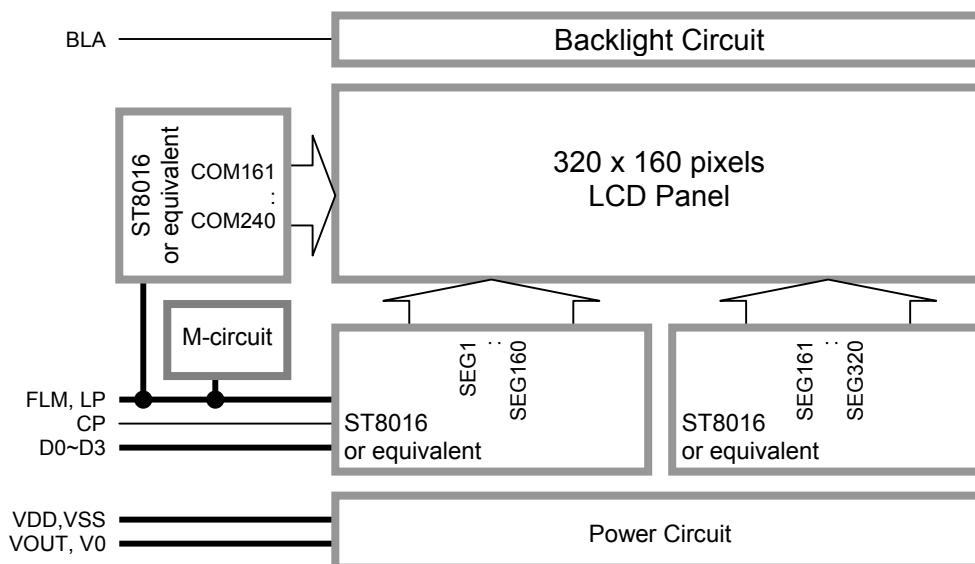 BLA
Backlight Circuit
ST8016
or equivalent
COM161
:
COM240
320 x 160 pixels
LCD Panel
M-circuit
SEG1
:
SEG160
SEG161
:
SEG320
FLM, LP
CP
D0~D3
ST8016
or equivalent
ST8016
or equivalent
VDD,VSS
VOUT, V0
Power Circuit